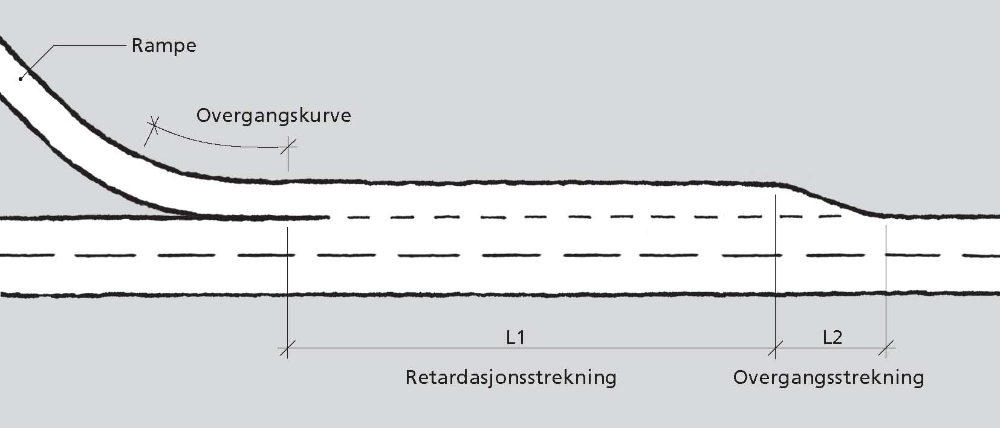 Rampe
Overgangskurve
L1
L2
Retardasjonsstrekning
Overgangsstrekning